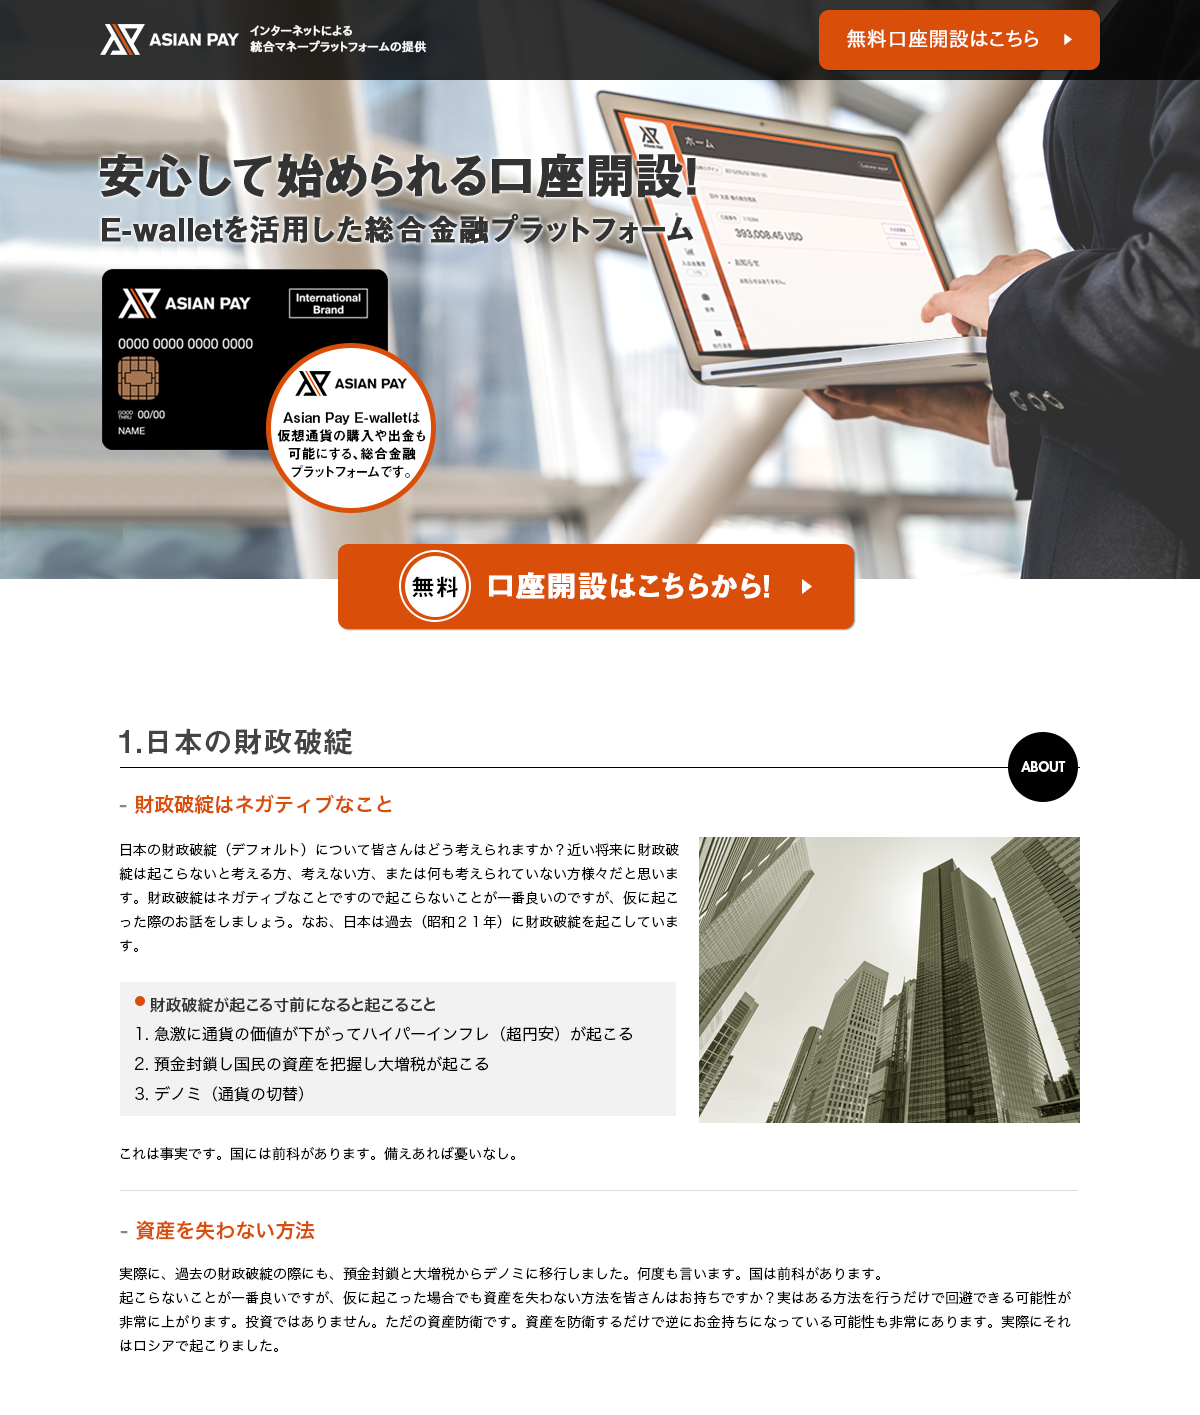 ASIAN PAY
インターネットによる
統合マネープラットフォームの提供
無料口座開設はこちら
安心して始められる口座開設!
E-walletを活用した総合金融プラットフォーム
ホーム
393,008.45 USD
お知らせ
ASIAN PAY
International
Brand
0000 0000 0000 0000
GOOD
THRU
00/00
NAME
ASIAN PAY
Asian Pay E-walletは
仮想通貨の購入や出金も
可能にする、総合金融
プラットフォームです。
無料
口座開設はこちらから!
1.日本の財政破綻
ABOUT
- 財政破綻はネガティブなこと
日本の財政破綻（デフォルト）について皆さんはどう考えられますか？近い将来に財政破
綻は起こらないと考える方、考えない方、または何も考えられていない方様々だと思いま
す。財政破綻はネガティブなことですので起こらないことが一番良いのですが、仮に起こ
った際のお話をしましょう。なお、日本は過去（昭和２１年）に財政破綻を起こしていま
す。
財政破綻が起こる寸前になると起こること
1. 急激に通貨の価値が下がってハイパーインフレ（超円安）が起こる
2. 預金封鎖し国民の資産を把握し大増税が起こる
3. デノミ（通貨の切替）
これは事実です。国には前科があります。備えあれば憂いなし。
- 資産を失わない方法
実際に、過去の財政破綻の際にも、預金封鎖と大増税からデノミに移行しました。何度も言います。国は前科があります。
起こらないことが一番良いですが、仮に起こった場合でも資産を失わない方法を皆さんはお持ちですか？実はある方法を行うだけで回避できる可能性が
非常に上がります。投資ではありません。ただの資産防衛です。資産を防衛するだけで逆にお金持ちになっている可能性も非常にあります。実際にそれ
はロシアで起こりました。